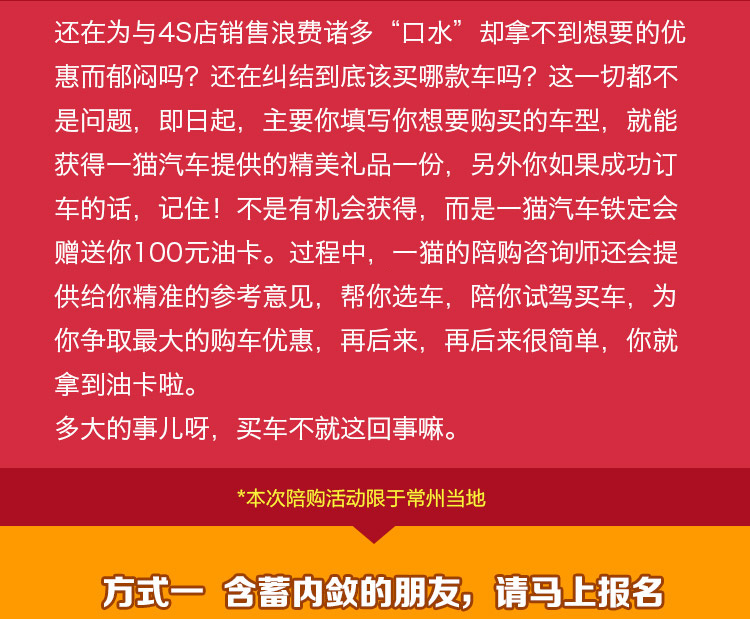 还在为与4S店销售浪费诸多“口水”却拿不到想要的优
惠而郁闷吗？还在纠结到底该买哪款车吗？这一切都不
是问题，即日起，主要你填写你想要购买的车型，就能
获得一猫汽车提供的精美礼品一份，另外你如果成功订
车的话，记住！不是有机会获得，而是一猫汽车铁定会
赠送你100元油卡。过程中，一猫的陪购咨询师还会提
供给你精准的参考意见，帮你选车，陪你试驾买车，为
你争取最大的购车优惠，再后来，再后来很简单，你就
拿到油卡啦。
多大的事儿呀，买车不就这回事嘛。
*本次陪购活动限于常州当地
方式一 含蓄内敛的朋友，请马上报名